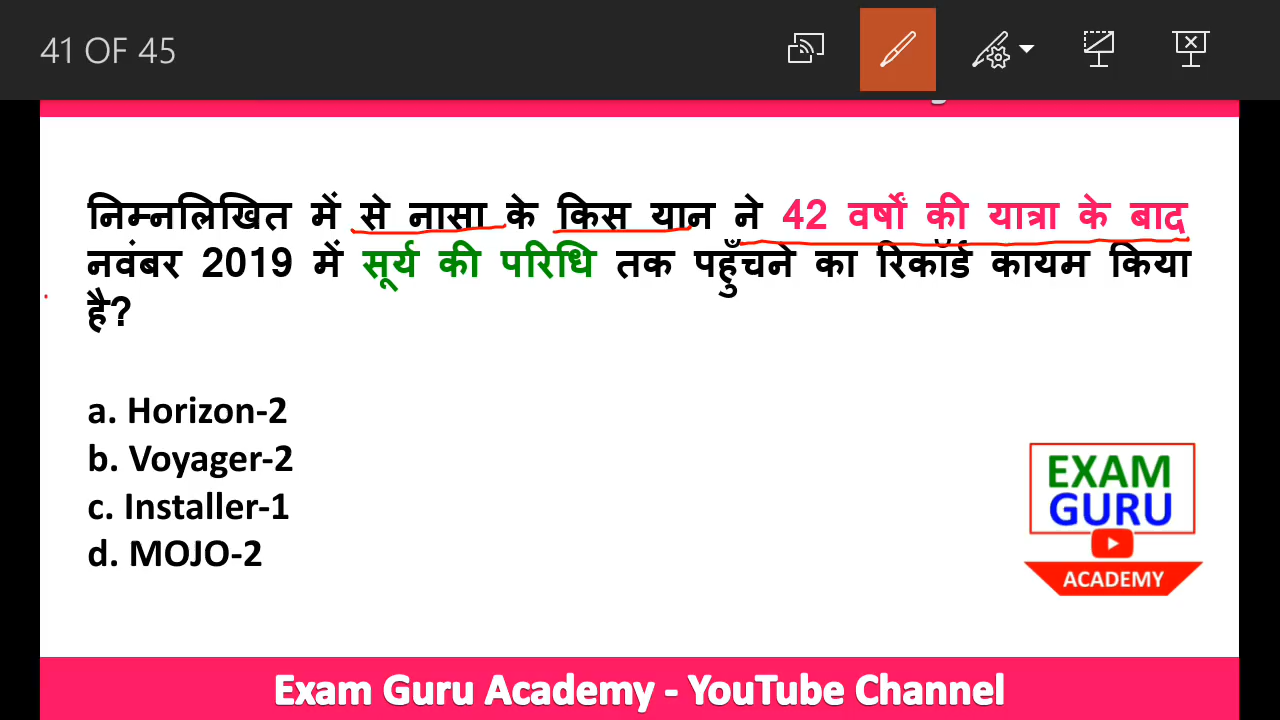 41 OF 45
निम्नलिखित में से नासा के किस यान ने 42 वर्षों की यात्रा के बाद
नवंबर 2019 में सूर्य की परिधि तक पहुँचने का रिकॉर्ड कायम किया
है?
a. Horizon-2
b. Voyager-2
c. Installer-1
d. MOJO-2
EXAM
GURU
ACADEMY
Exam Guru Academy - YouTube Channel